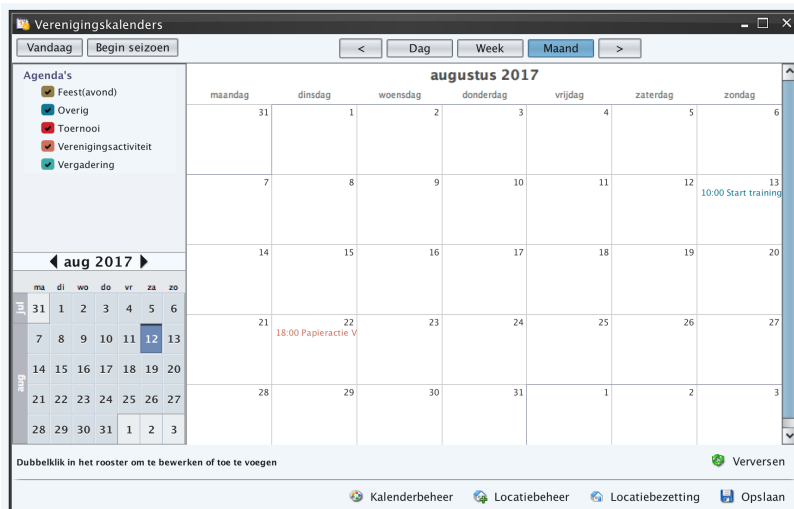 Verenigingskalenders
Vandaag Begin seizoen < Dag Week Maand >
Agenda's
Feest(avond)
Overig
Toernooi
Verenigingsactiviteit
Vergadering
aug 2017
ma di wo do vr za zo
jul 31 1 2 3 4 5 6
7 8 9 10 11 12 13
aug 14 15 16 17 18 19 20
21 22 23 24 25 26 27
28 29 30 31 1 2 3
augustus 2017
maandag dinsdag woensdag donderdag vrijdag zaterdag zondag
31 1 2 3 4 5 6
7 8 9 10 11 12 13
10:00 Start training
14 15 16 17 18 19 20
21 22 23 24 25 26 27
18:00 Papieractie V
28 29 30 31 1 2 3
Dubbelklik in het rooster om te bewerken of toe te voegen
Verversen
Kalenderbeheer Locatiebeheer Locatiebezetting Opslaan